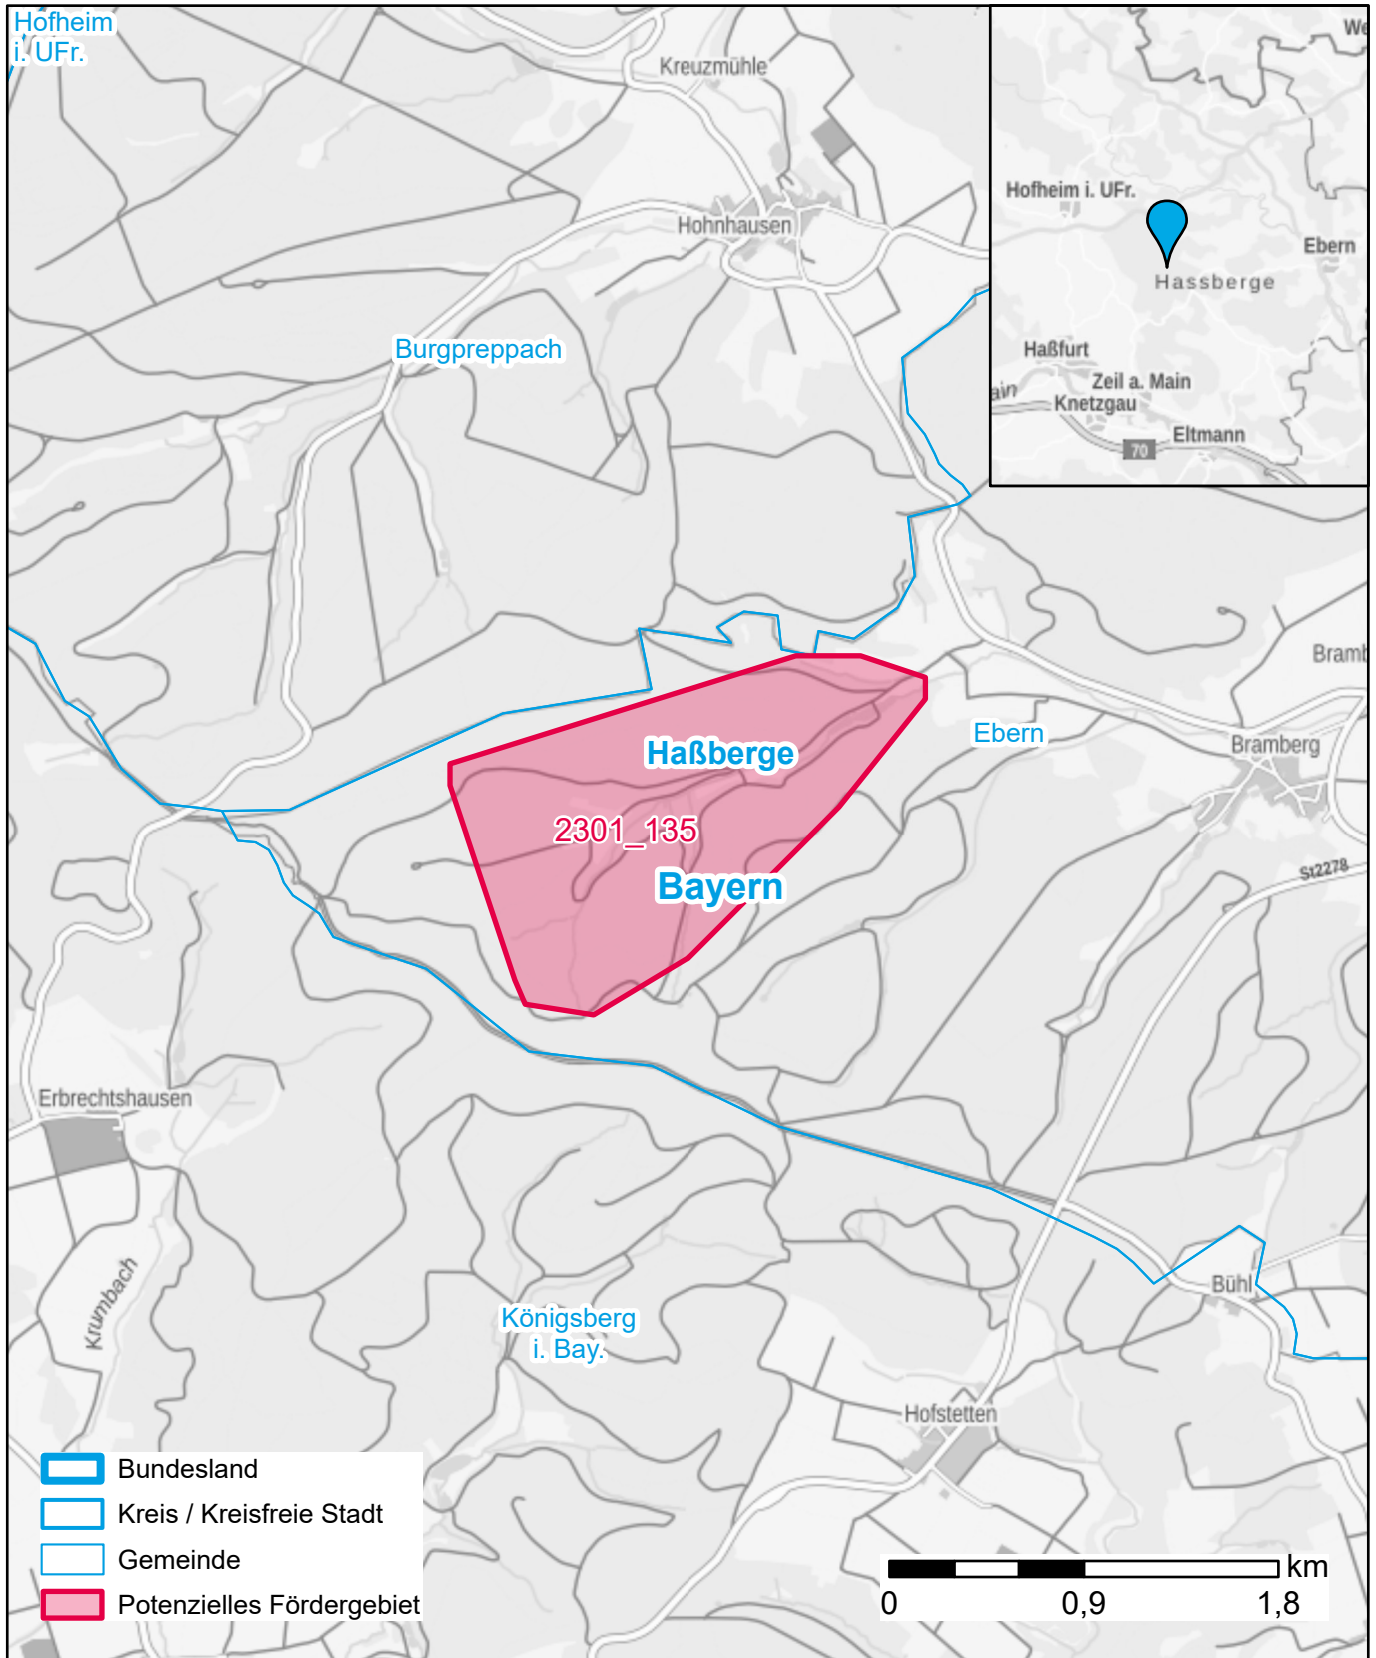 Hofheim
i. UFr.
Kreuzmühle
Hohnhausen
Burgpreppach
Hofheim i. UFr.
Ebern
Hassberge
Haßfurt
Zeil a. Main
Knetzgau
Eltmann
70
ain
We
Bramb
Ebern
Bramberg
Haßberge
2301_135
Bayern
St2278
Erbrechtshausen
Krumbach
Königsberg
i. Bay.
Bühl
Hofstetten
Bundesland
Kreis / Kreisfreie Stadt
Gemeinde
Potenzielles Fördergebiet
km
0 0,9 1,8